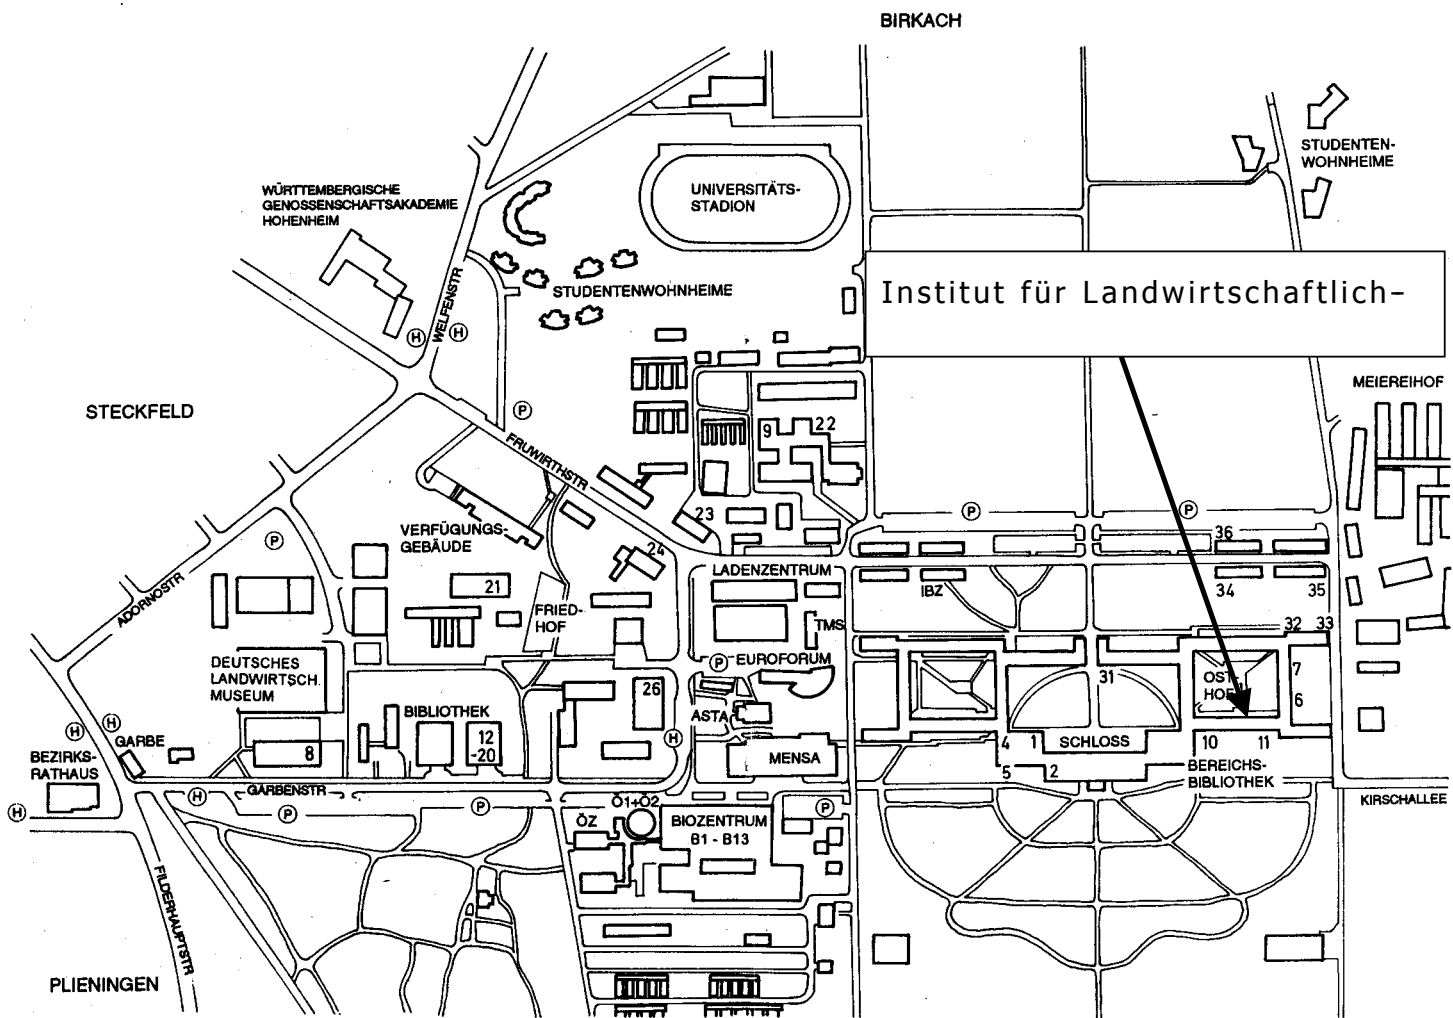 BIRKACH
STUDENTEN-
WOHNHEIME
WÜRTTEMBERGISCHE
GENOSSENSCHAFTSAKADEMIE
HOHENHEIM
UNIVERSITÄTS-
STADION
WELFENSTR
STUDENTENWOHNHEIME
Institut für Landwirtschaftlich-
H
H
STECKFELD
P
MEIEREIHOF
9
22
FRUWIRTHSTR
VERFÜGUNGS-
GEBÄUDE
23
P
P
P
36
24
LADENZENTRUM
ADORNOSTR
21
IBZ
34
35
FRIED-
HOF
TMS
32
33
DEUTSCHES
LANDWIRTSCH.
MUSEUM
P
EUROFORUM
31
OST-
HOF
7
6
26
BIBLIOTHEK
ASTA
H
H
GARBE
12
-20
H
8
4
1
SCHLOSS
10
11
BEZIRKS-
RATHAUS
MENSA
5
2
BEREICHS-
BIBLIOTHEK
GARBENSTR
H
P
P
P
KIRSCHALLEE
H
Ö1+Ö2
ÖZ
BIOZENTRUM
B1 - B13
FILDERHAUPTSTR
PLIENINGEN